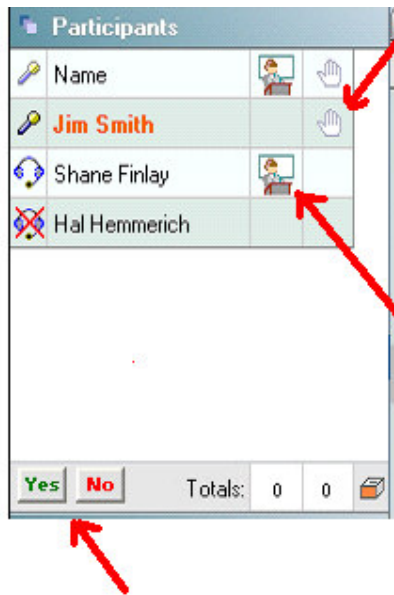 Participants
Name
Jim Smith
Shane Finlay
Hal Hemmerich
Yes No Totals: 0 0